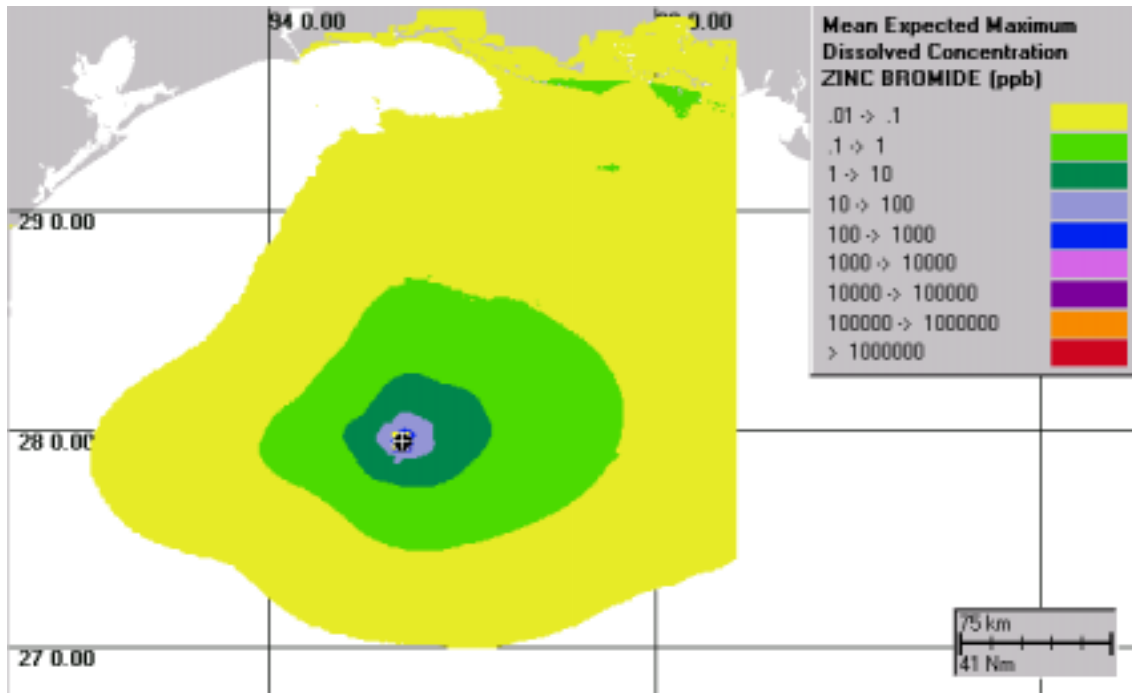 94 0.00
Mean Expected Maximum
Dissolved Concentration
ZINC BROMIDE (ppb)
.01 -> .1
.1 -> 1
1 -> 10
10 -> 100
100 -> 1000
1000 -> 10000
10000 -> 100000
100000 -> 1000000
> 1000000
29 0.00
28 0.00
27 0.00
75 km
41 Nm